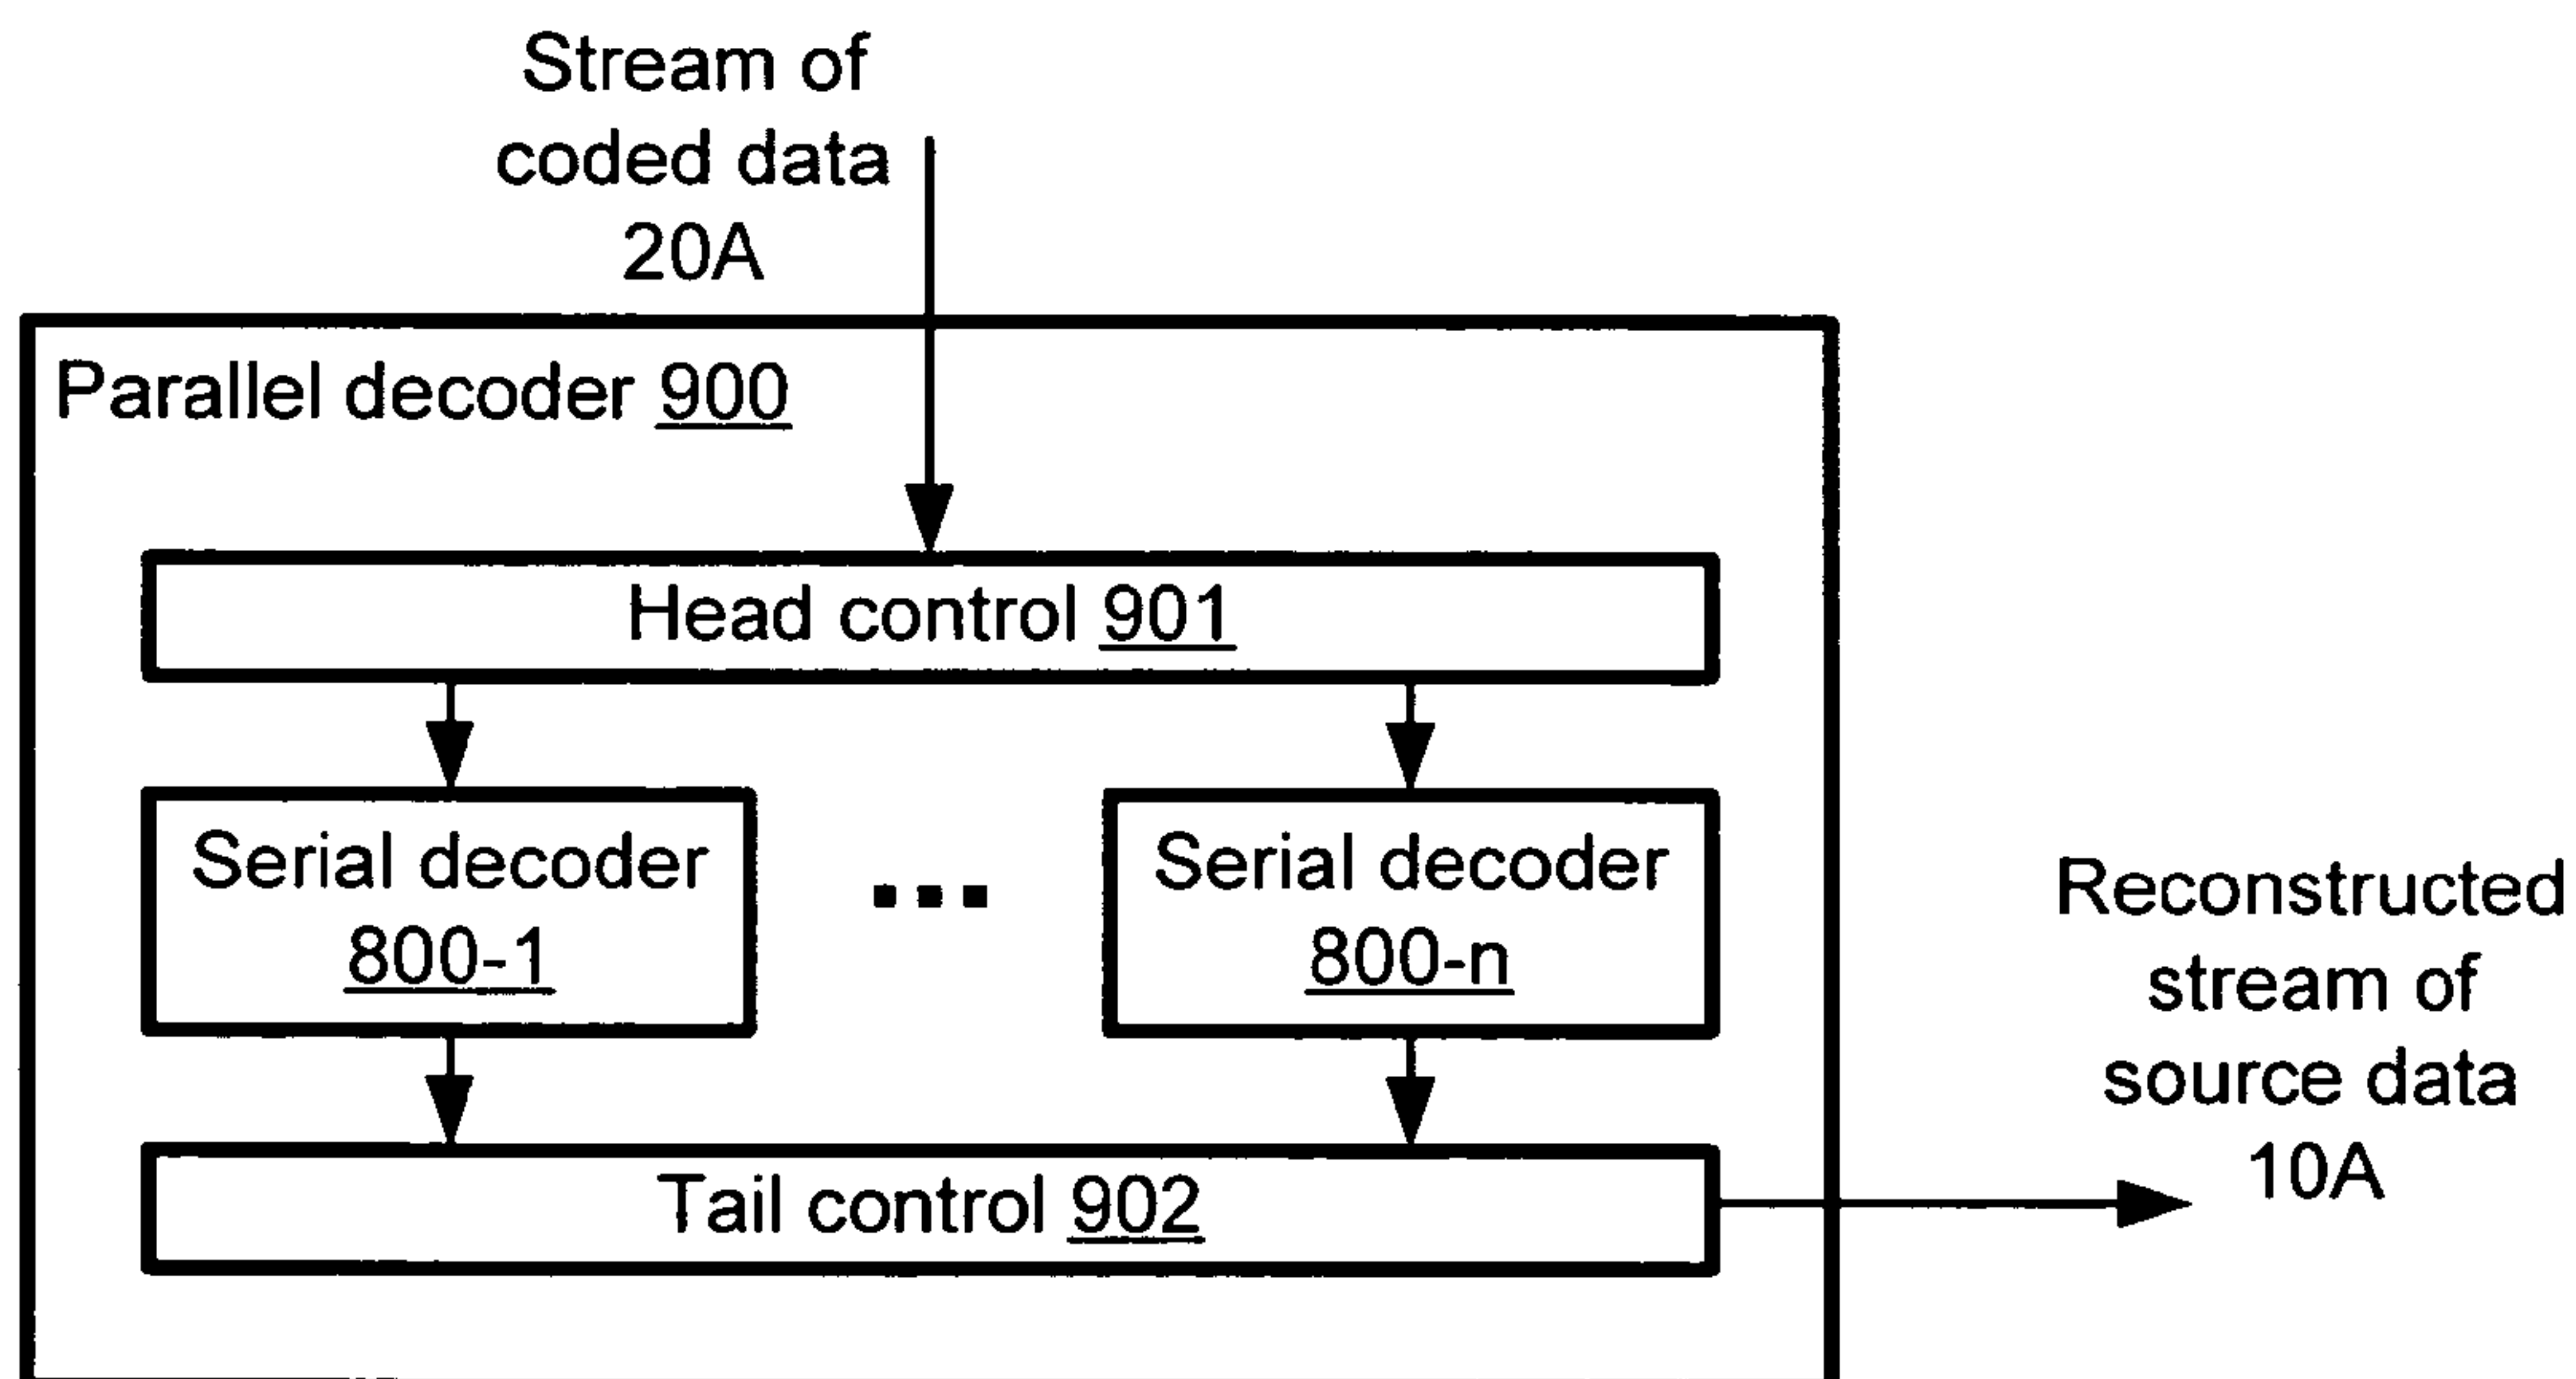 Stream of
coded data
20A
Parallel decoder 900
Head control 901
Serial decoder
800-1
Serial decoder
800-n
Reconstructed
stream of
source data
10A
Tail control 902